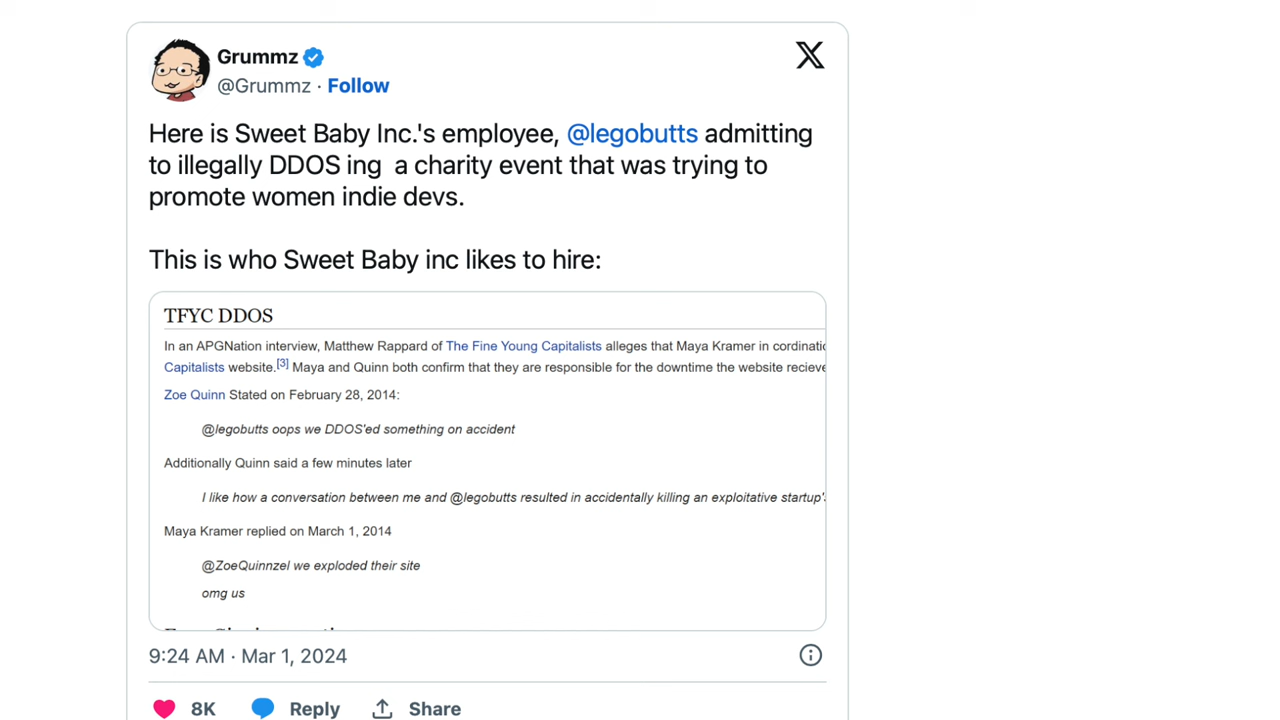 Grummz
@Grummz · Follow
Here is Sweet Baby Inc.'s employee, @legobutts admitting
to illegally DDOS ing a charity event that was trying to
promote women indie devs.
This is who Sweet Baby inc likes to hire:
TFYC DDOS
In an APGNation interview, Matthew Rappard of The Fine Young Capitalists alleges that Maya Kramer in cordinatio
Capitalists website.[3] Maya and Quinn both confirm that they are responsible for the downtime the website recieve
Zoe Quinn Stated on February 28, 2014:
@legobutts oops we DDOS'ed something on accident
Additionally Quinn said a few minutes later
I like how a conversation between me and @legobutts resulted in accidentally killing an exploitative startup'
Maya Kramer replied on March 1, 2014
@ZoeQuinnzel we exploded their site
omg us
9:24 AM · Mar 1, 2024
8K Reply Share